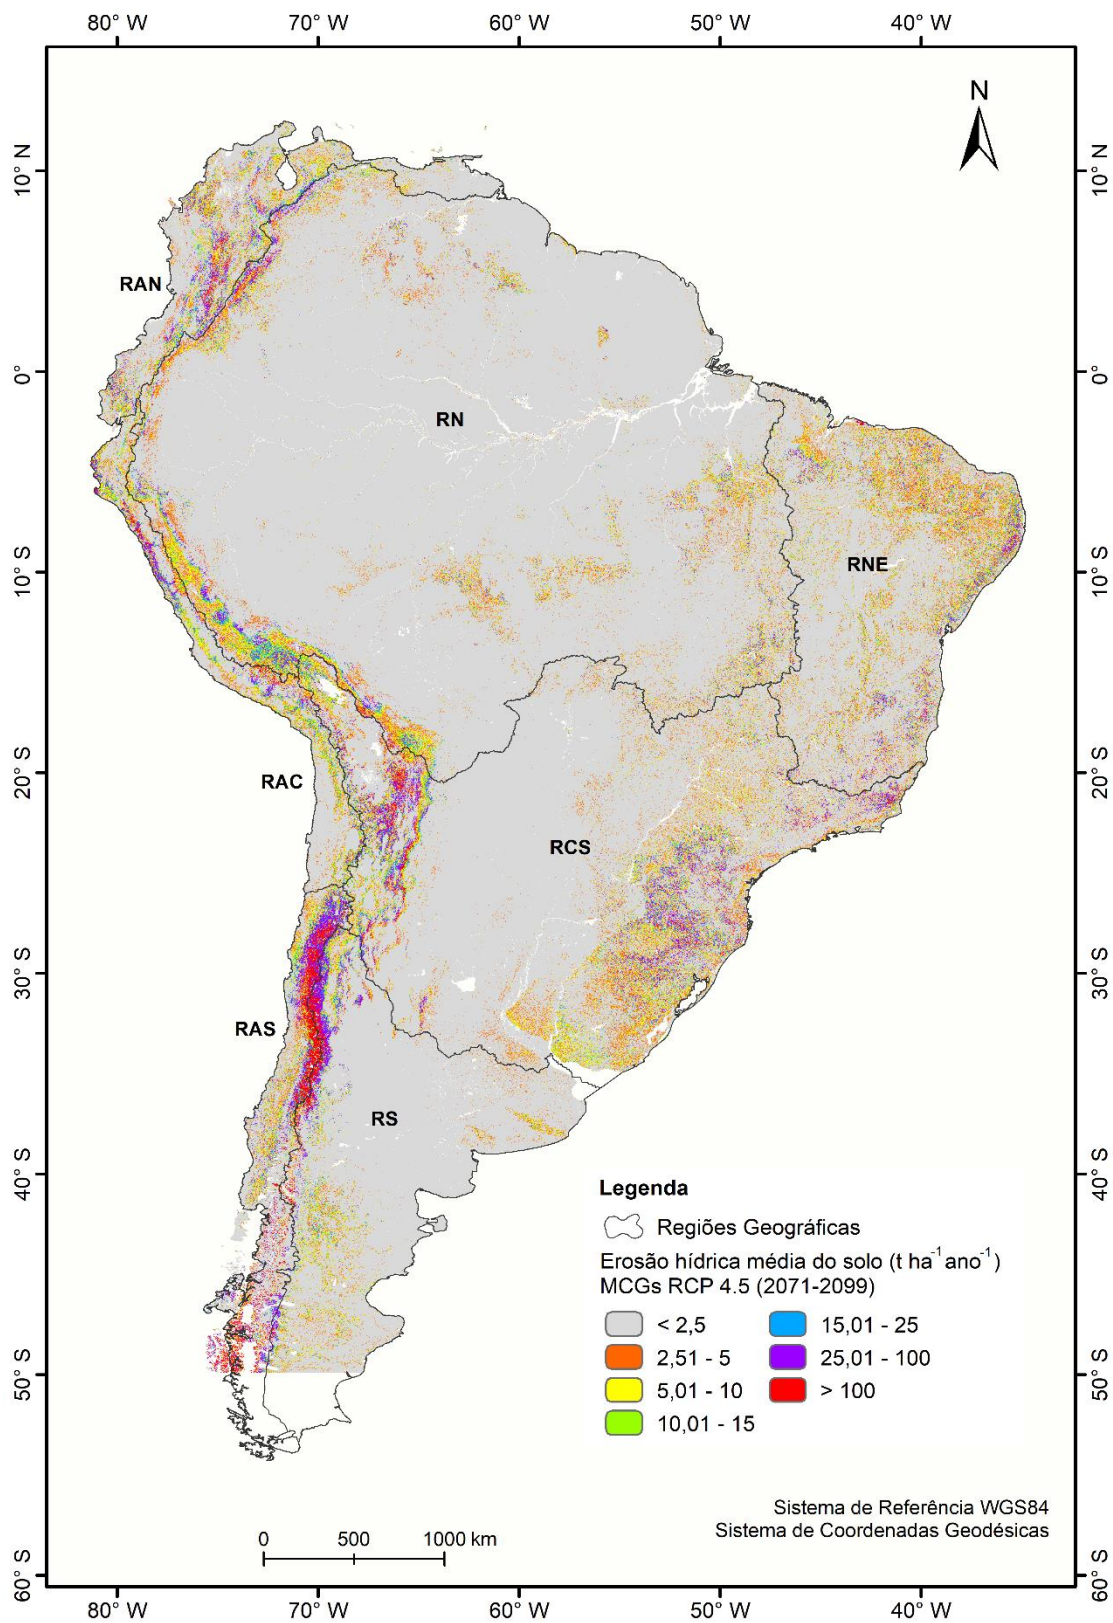 80° W 70° W 60° W 50° W 40° W
N
10° N 10° N
RAN
0° 0°
RN
RNE
10° S 10° S
20° S 20° S
RAC
RCS
30° S 30° S
RAS
RS
40° S 40° S
Legenda
Regiões Geográficas
Erosão hídrica média do solo (t ha⁻¹ ano⁻¹)
MCGs RCP 4.5 (2071-2099)
< 2,5 15,01 - 25
2,51 - 5 25,01 - 100
5,01 - 10 > 100
10,01 - 15
50° S 50° S
Sistema de Referência WGS84
Sistema de Coordenadas Geodésicas
0 500 1000 km
60° S 60° S
80° W 70° W 60° W 50° W 40° W